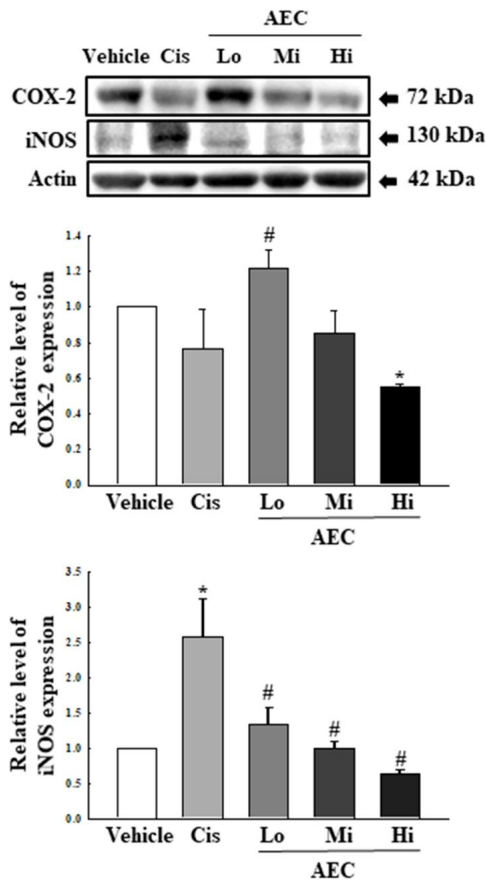 AEC
Vehicle Cis Lo Mi Hi
COX-2 72 kDa
iNOS 130 kDa
Actin 42 kDa
Relative level of
COX-2 expression
1.4
1.2
1.0
0.8
0.6
0.4
0.2
0.0
#
*
Vehicle Cis Lo Mi Hi
AEC
Relative level of
iNOS expression
3.5
3.0
2.5
2.0
1.5
1.0
0.5
0.0
*
#
#
#
Vehicle Cis Lo Mi Hi
AEC